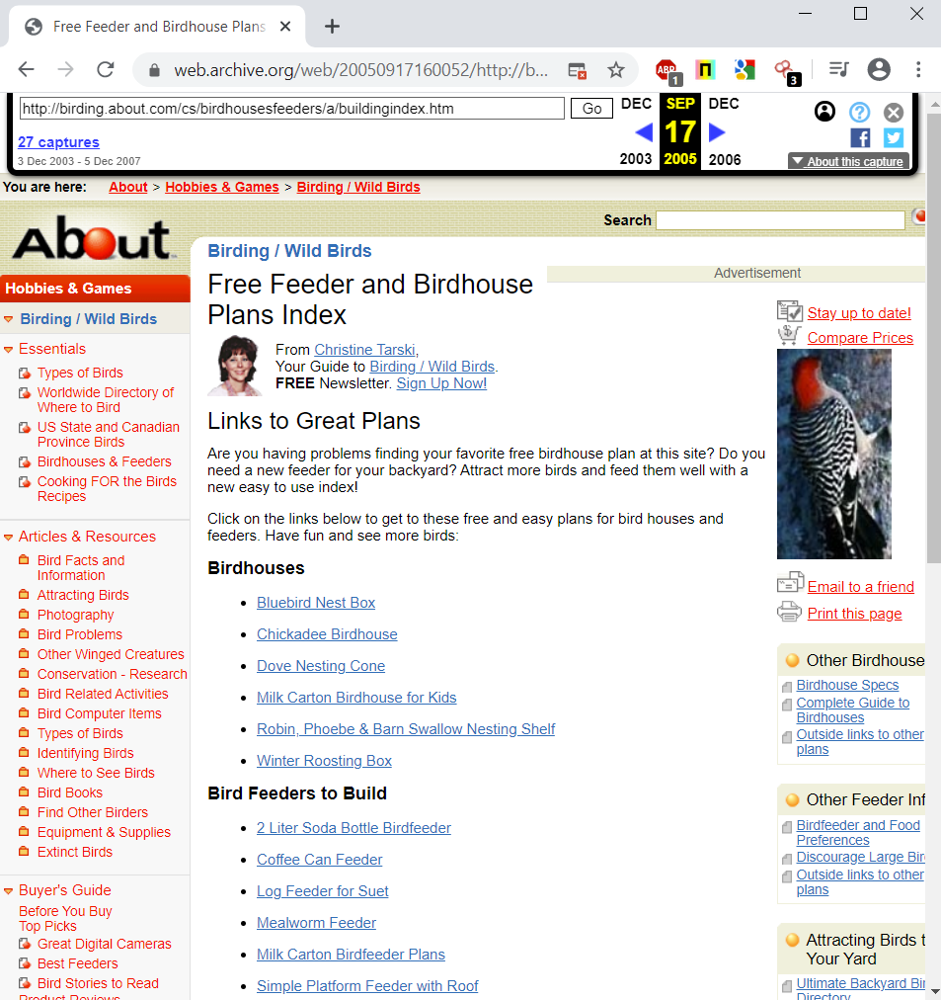 Free Feeder and Birdhouse Plans
web.archive.org/web/20050917160052/http://b...
ABP
1
3
http://birding.about.com/cs/birdhousesfeeders/a/buildingindex.htm
Go
DEC SEP DEC
17
2003 2005 2006
27 captures
3 Dec 2003 - 5 Dec 2007
About this capture
You are here: About > Hobbies & Games > Birding / Wild Birds
About
Search
Hobbies & Games
Birding / Wild Birds
Essentials
Types of Birds
Worldwide Directory of
Where to Bird
US State and Canadian
Province Birds
Birdhouses & Feeders
Cooking FOR the Birds
Recipes
Articles & Resources
Bird Facts and
Information
Attracting Birds
Photography
Bird Problems
Other Winged Creatures
Conservation - Research
Bird Related Activities
Bird Computer Items
Types of Birds
Identifying Birds
Where to See Birds
Bird Books
Find Other Birders
Equipment & Supplies
Extinct Birds
Buyer's Guide
Before You Buy
Top Picks
Great Digital Cameras
Best Feeders
Bird Stories to Read
Product Reviews
Birding / Wild Birds
Free Feeder and Birdhouse
Plans Index
From Christine Tarski,
Your Guide to Birding / Wild Birds.
FREE Newsletter. Sign Up Now!
Links to Great Plans
Are you having problems finding your favorite free birdhouse plan at this site? Do you
need a new feeder for your backyard? Attract more birds and feed them well with a
new easy to use index!
Click on the links below to get to these free and easy plans for bird houses and
feeders. Have fun and see more birds:
Birdhouses
• Bluebird Nest Box
• Chickadee Birdhouse
• Dove Nesting Cone
• Milk Carton Birdhouse for Kids
• Robin, Phoebe & Barn Swallow Nesting Shelf
• Winter Roosting Box
Bird Feeders to Build
• 2 Liter Soda Bottle Birdfeeder
• Coffee Can Feeder
• Log Feeder for Suet
• Mealworm Feeder
• Milk Carton Birdfeeder Plans
• Simple Platform Feeder with Roof
Advertisement
Stay up to date!
Compare Prices
Email to a friend
Print this page
Other Birdhouse
Birdhouse Specs
Complete Guide to
Birdhouses
Outside links to other
plans
Other Feeder Inf
Birdfeeder and Food
Preferences
Discourage Large Bir
Outside links to other
plans
Attracting Birds t
Your Yard
Ultimate Backyard Bir
Directory